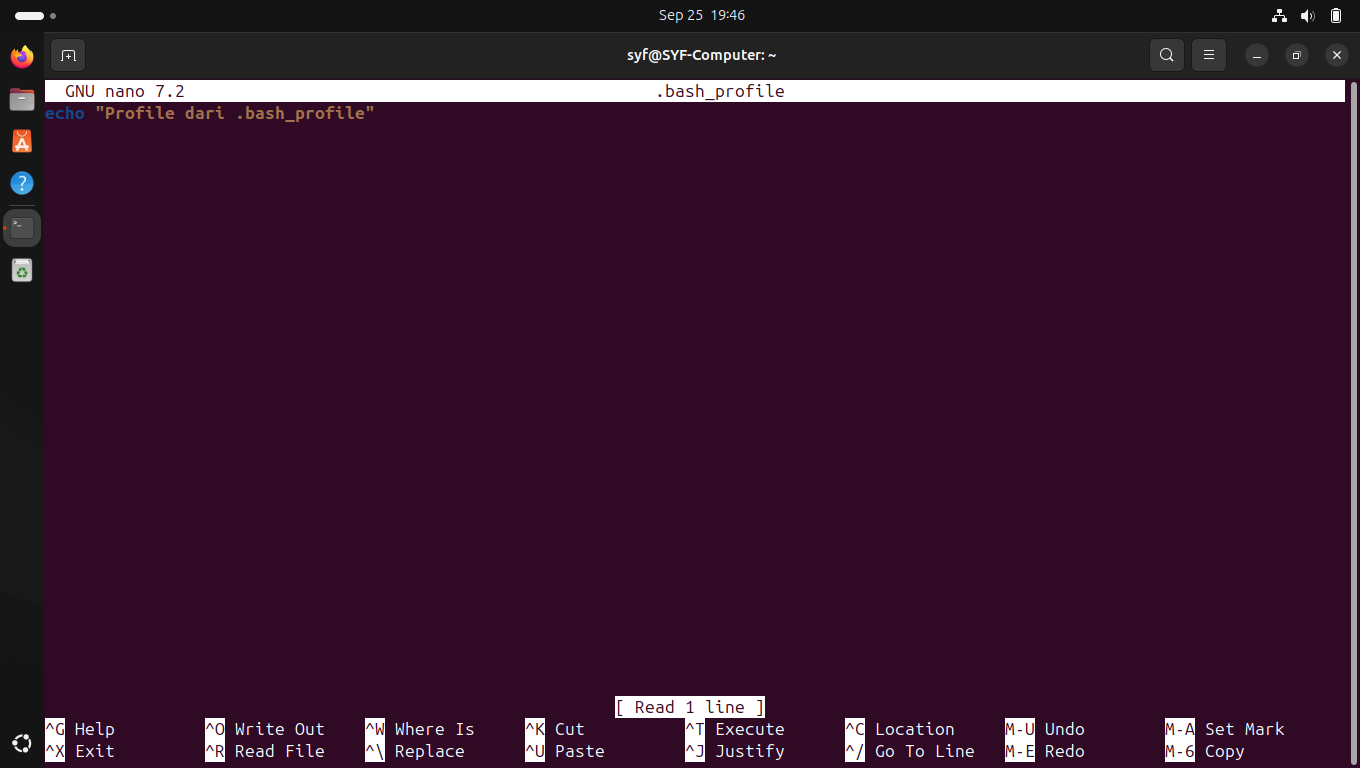 Sep 25 19:46
syf@SYF-Computer: ~
GNU nano 7.2 .bash_profile
echo "Profile dari .bash_profile"
[ Read 1 line ]
^G Help ^O Write Out ^W Where Is ^K Cut ^T Execute ^C Location M-U Undo M-A Set Mark
^X Exit ^R Read File ^\ Replace ^U Paste ^J Justify ^/ Go To Line M-E Redo M-6 Copy